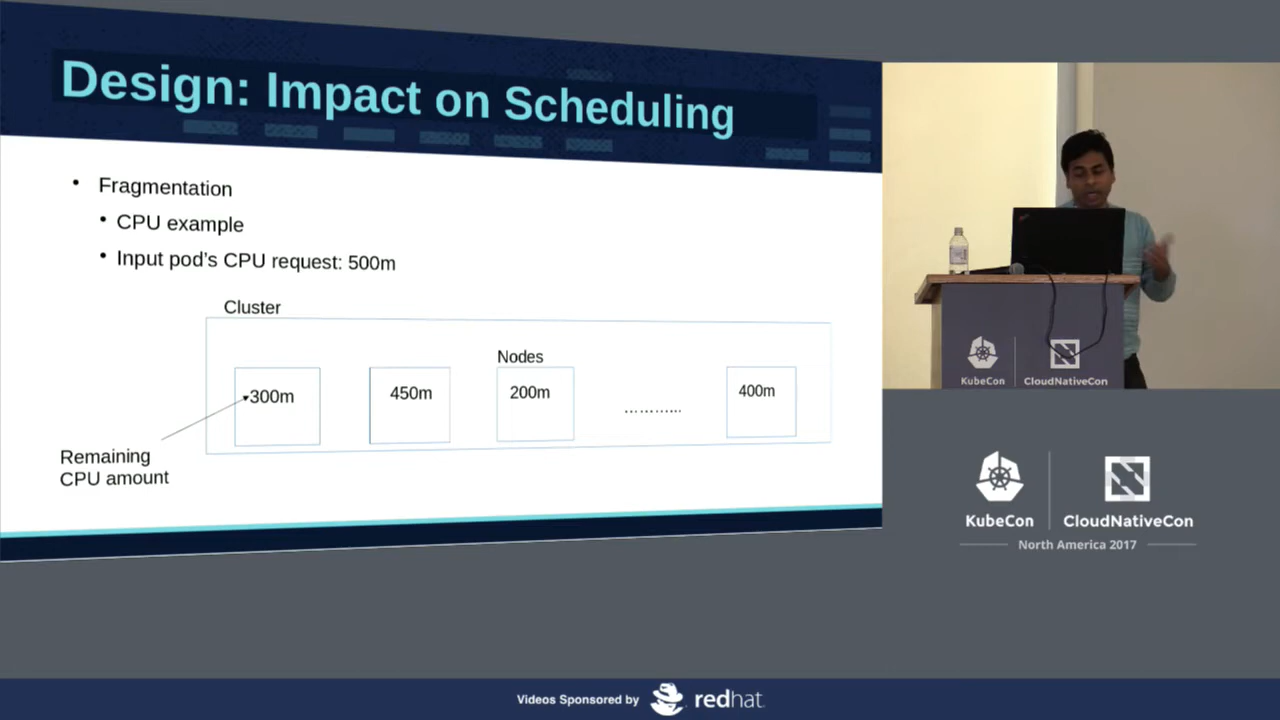 Design: Impact on Scheduling
• Fragmentation
• CPU example
• Input pod's CPU request: 500m
Cluster
Nodes
300m
450m
200m
………...
400m
Remaining
CPU amount
KubeCon
CloudNativeCon
KubeCon
CloudNativeCon
North America 2017
Videos Sponsored by
redhat.